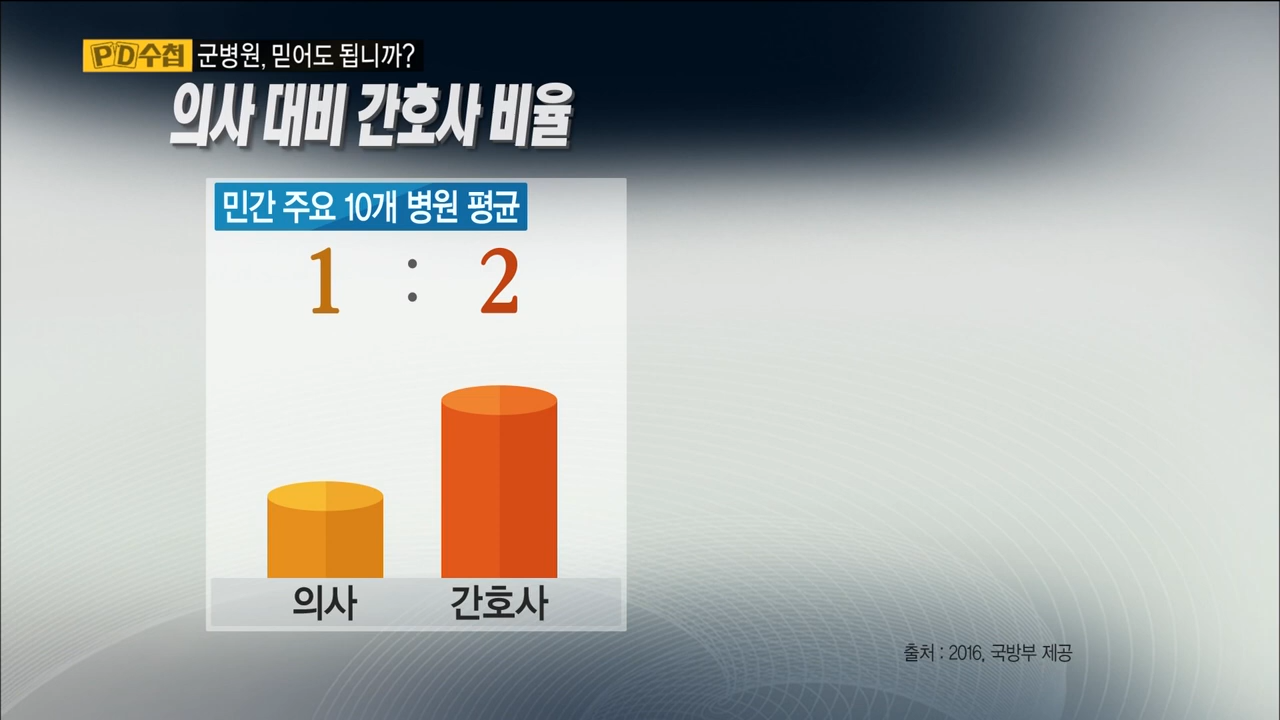 PD수첩 군병원, 믿어도 됩니까?
의사 대비 간호사 비율
민간 주요 10개 병원 평균
1 : 2
의사 간호사
출처 : 2016, 국방부 제공